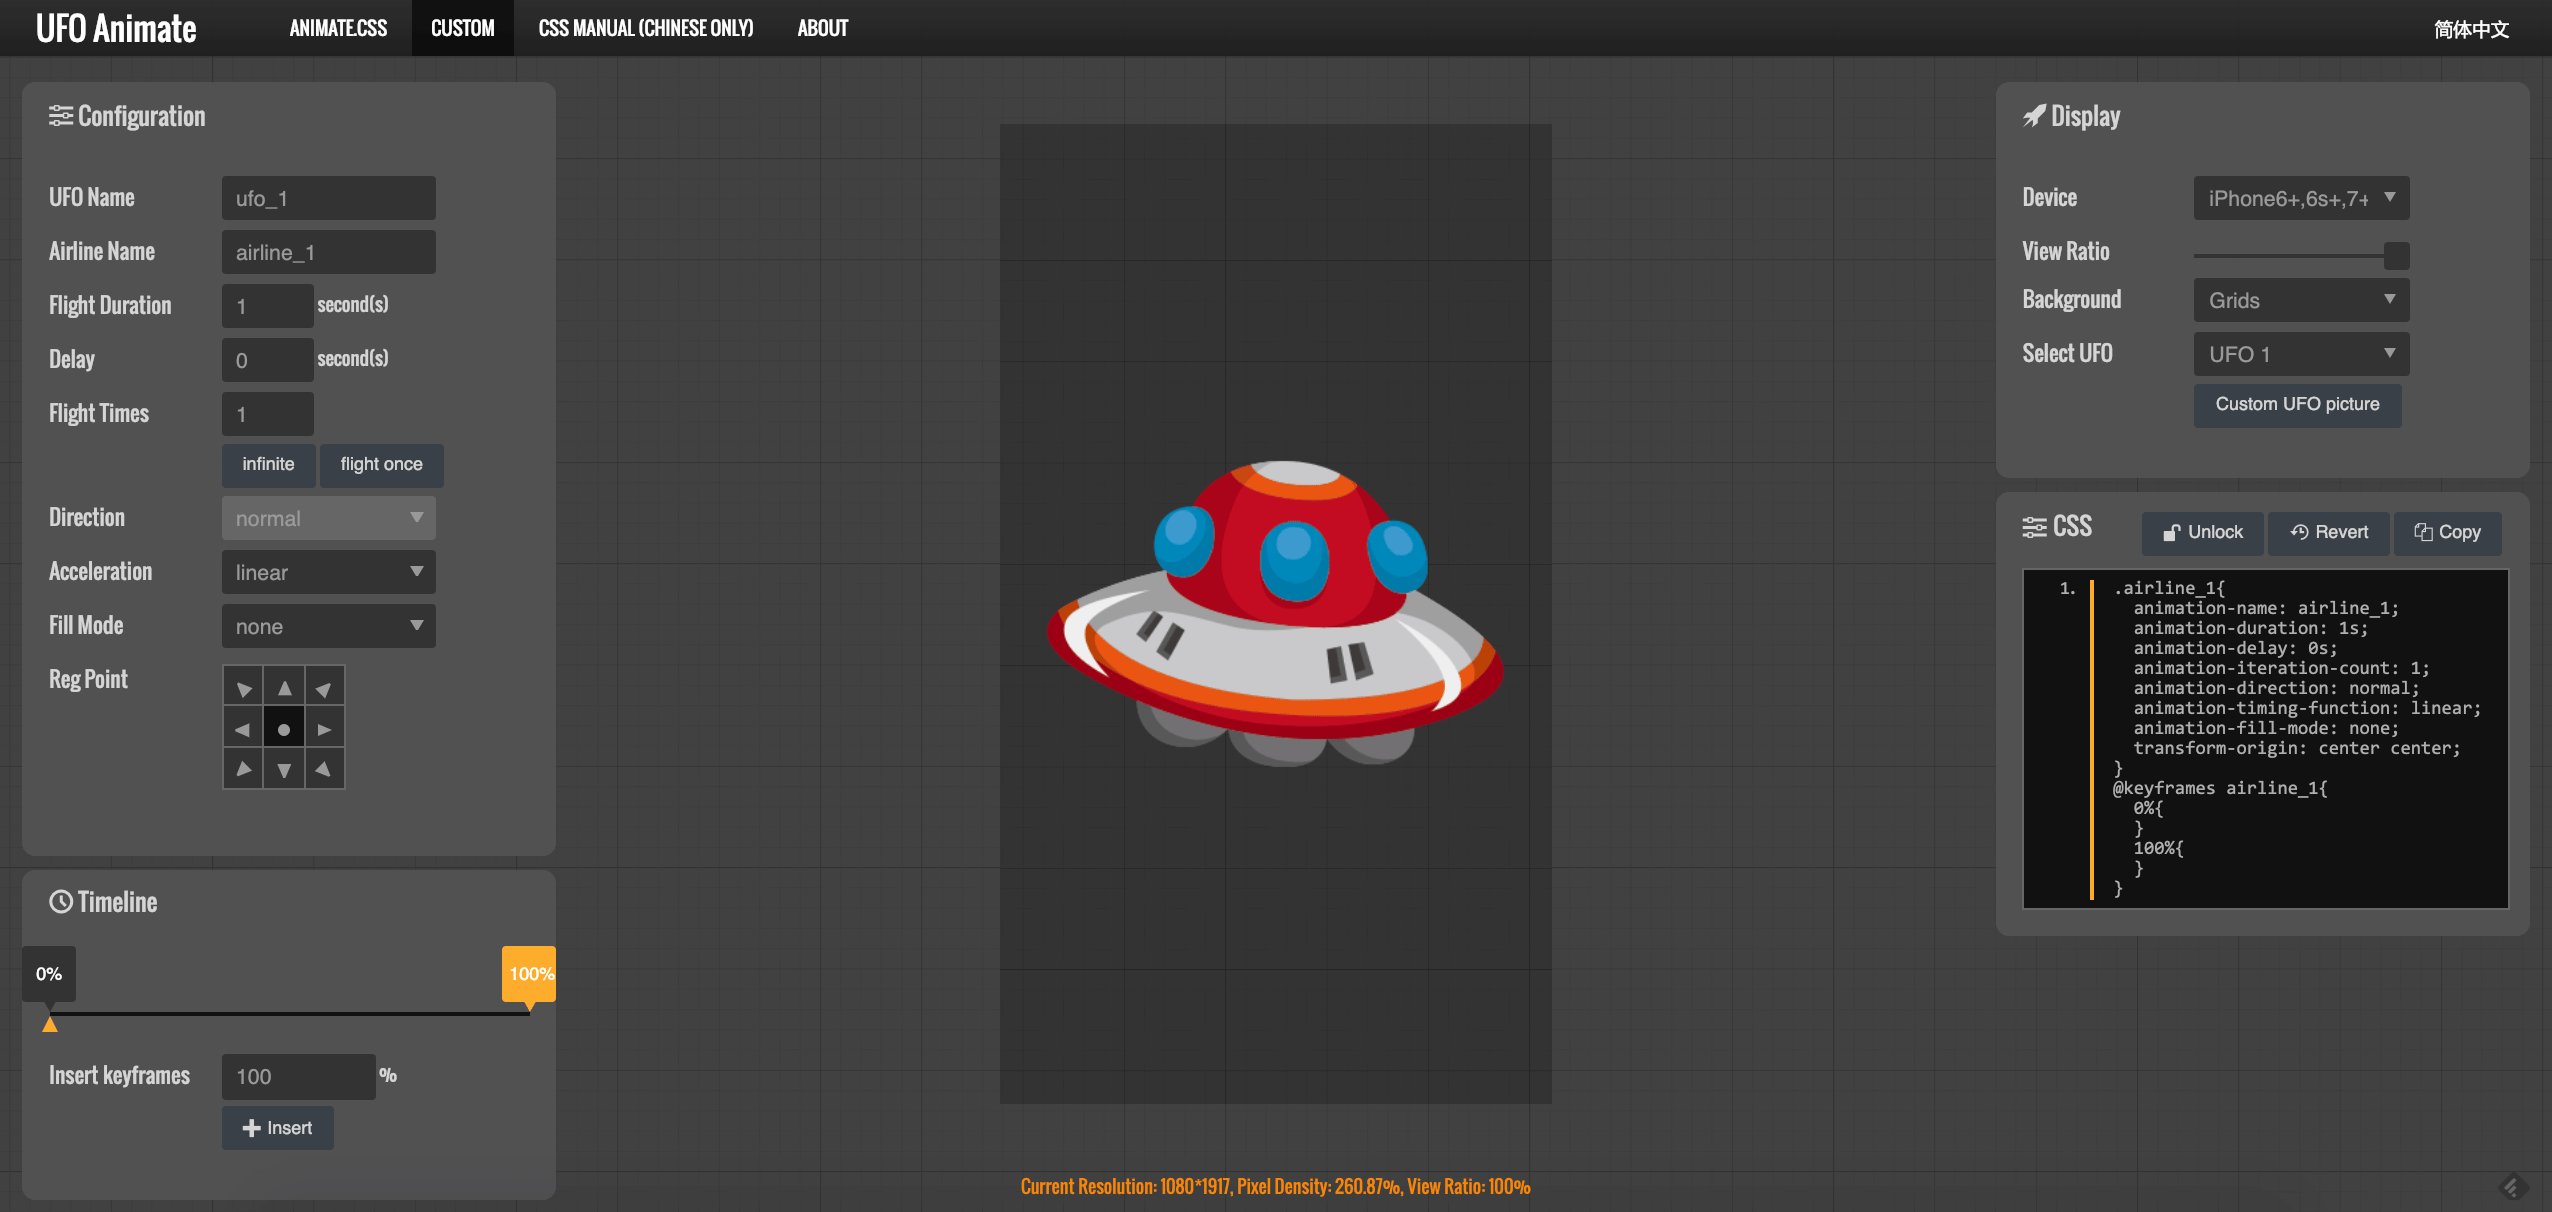 UFO Animate
ANIMATE.CSS
CUSTOM
CSS MANUAL (CHINESE ONLY)
ABOUT
简体中文
Configuration
UFO Name
ufo_1
Airline Name
airline_1
Flight Duration
1
second(s)
Delay
0
second(s)
Flight Times
1
infinite
flight once
Direction
normal
Acceleration
linear
Fill Mode
none
Reg Point
Timeline
0%
100%
Insert keyframes
100
%
Insert
Current Resolution: 1080*1917, Pixel Density: 260.87%, View Ratio: 100%
Display
Device
iPhone6+,6s+,7+
View Ratio
Background
Grids
Select UFO
UFO 1
Custom UFO picture
CSS
Unlock
Revert
Copy
1. .airline_1{
animation-name: airline_1;
animation-duration: 1s;
animation-delay: 0s;
animation-iteration-count: 1;
animation-direction: normal;
animation-timing-function: linear;
animation-fill-mode: none;
transform-origin: center center;
}
@keyframes airline_1{
0%{
}
100%{
}
}